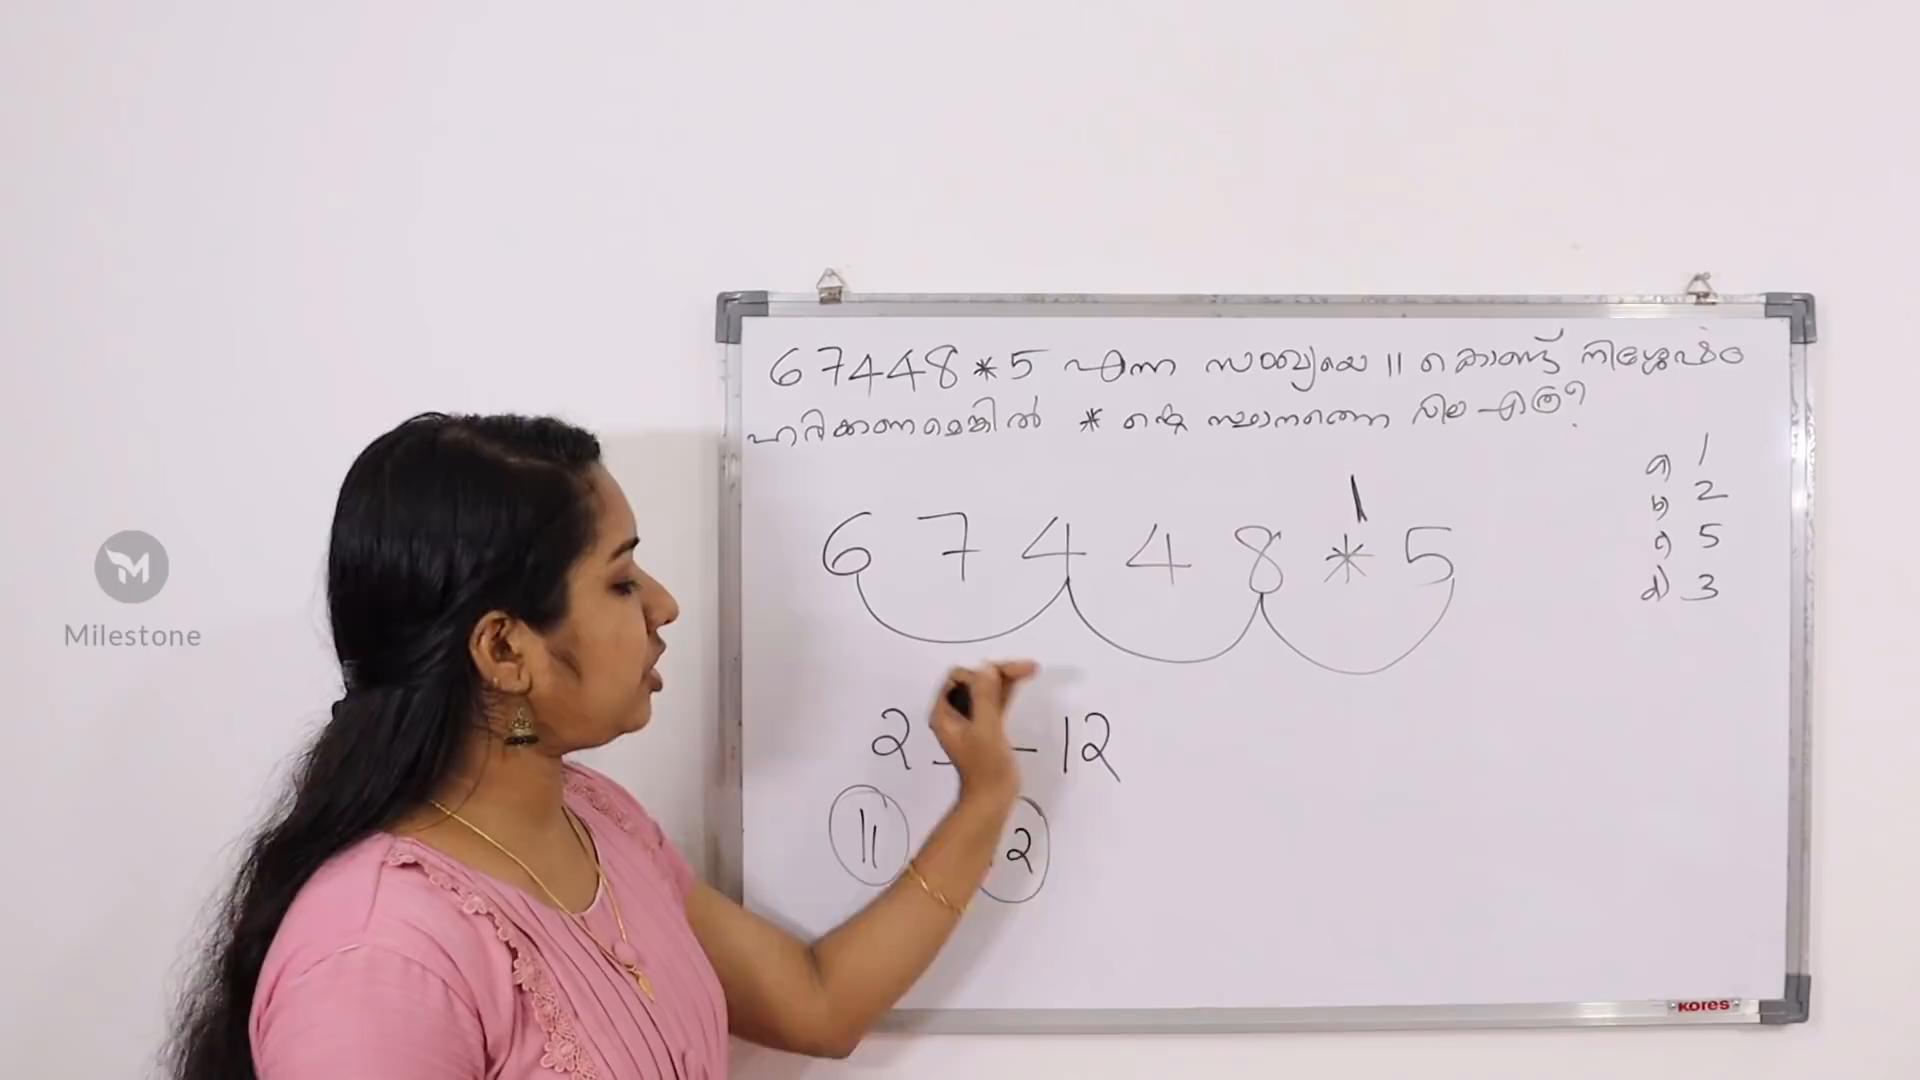 67448*5 എന്ന സംഖ്യയെ 11 കൊണ്ട് നിശ്ശേഷം
ഹരിക്കണമെങ്കിൽ * ന്റെ സ്ഥാനത്തെ വില എത്ര?
a) 1
b) 2
c) 5
d) 3
1
6 7 4 4 8 * 5
2 - 12
11 2
Milestone
KORES